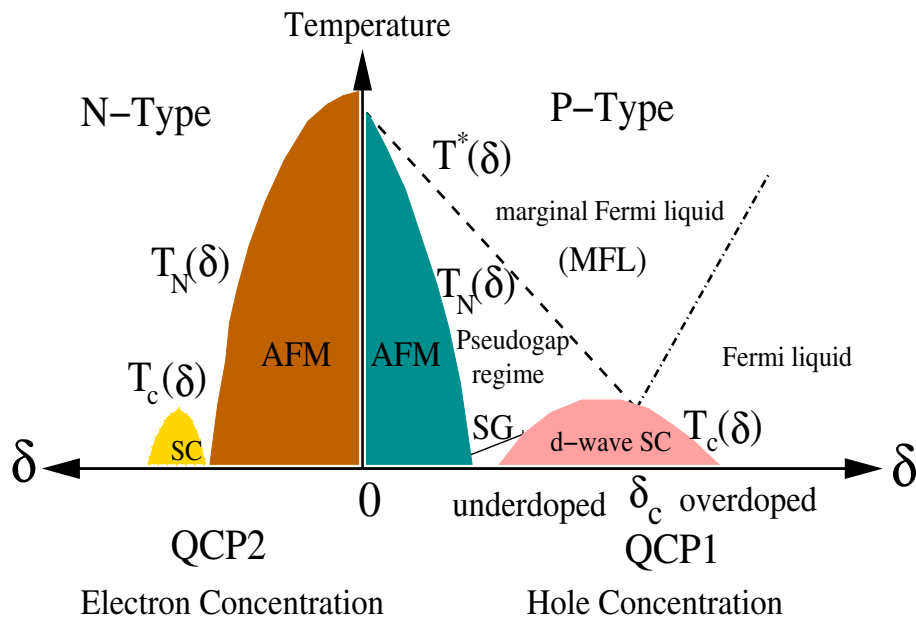 Temperature
N−Type
P−Type
T*(δ)
marginal Fermi liquid
(MFL)
T_N(δ)
T_N(δ)
AFM
AFM
Pseudogap
regime
Fermi liquid
T_c(δ)
SG
T_c(δ)
SC
d−wave SC
δ
δ
0
underdoped
δ_c
overdoped
QCP2
QCP1
Electron Concentration
Hole Concentration